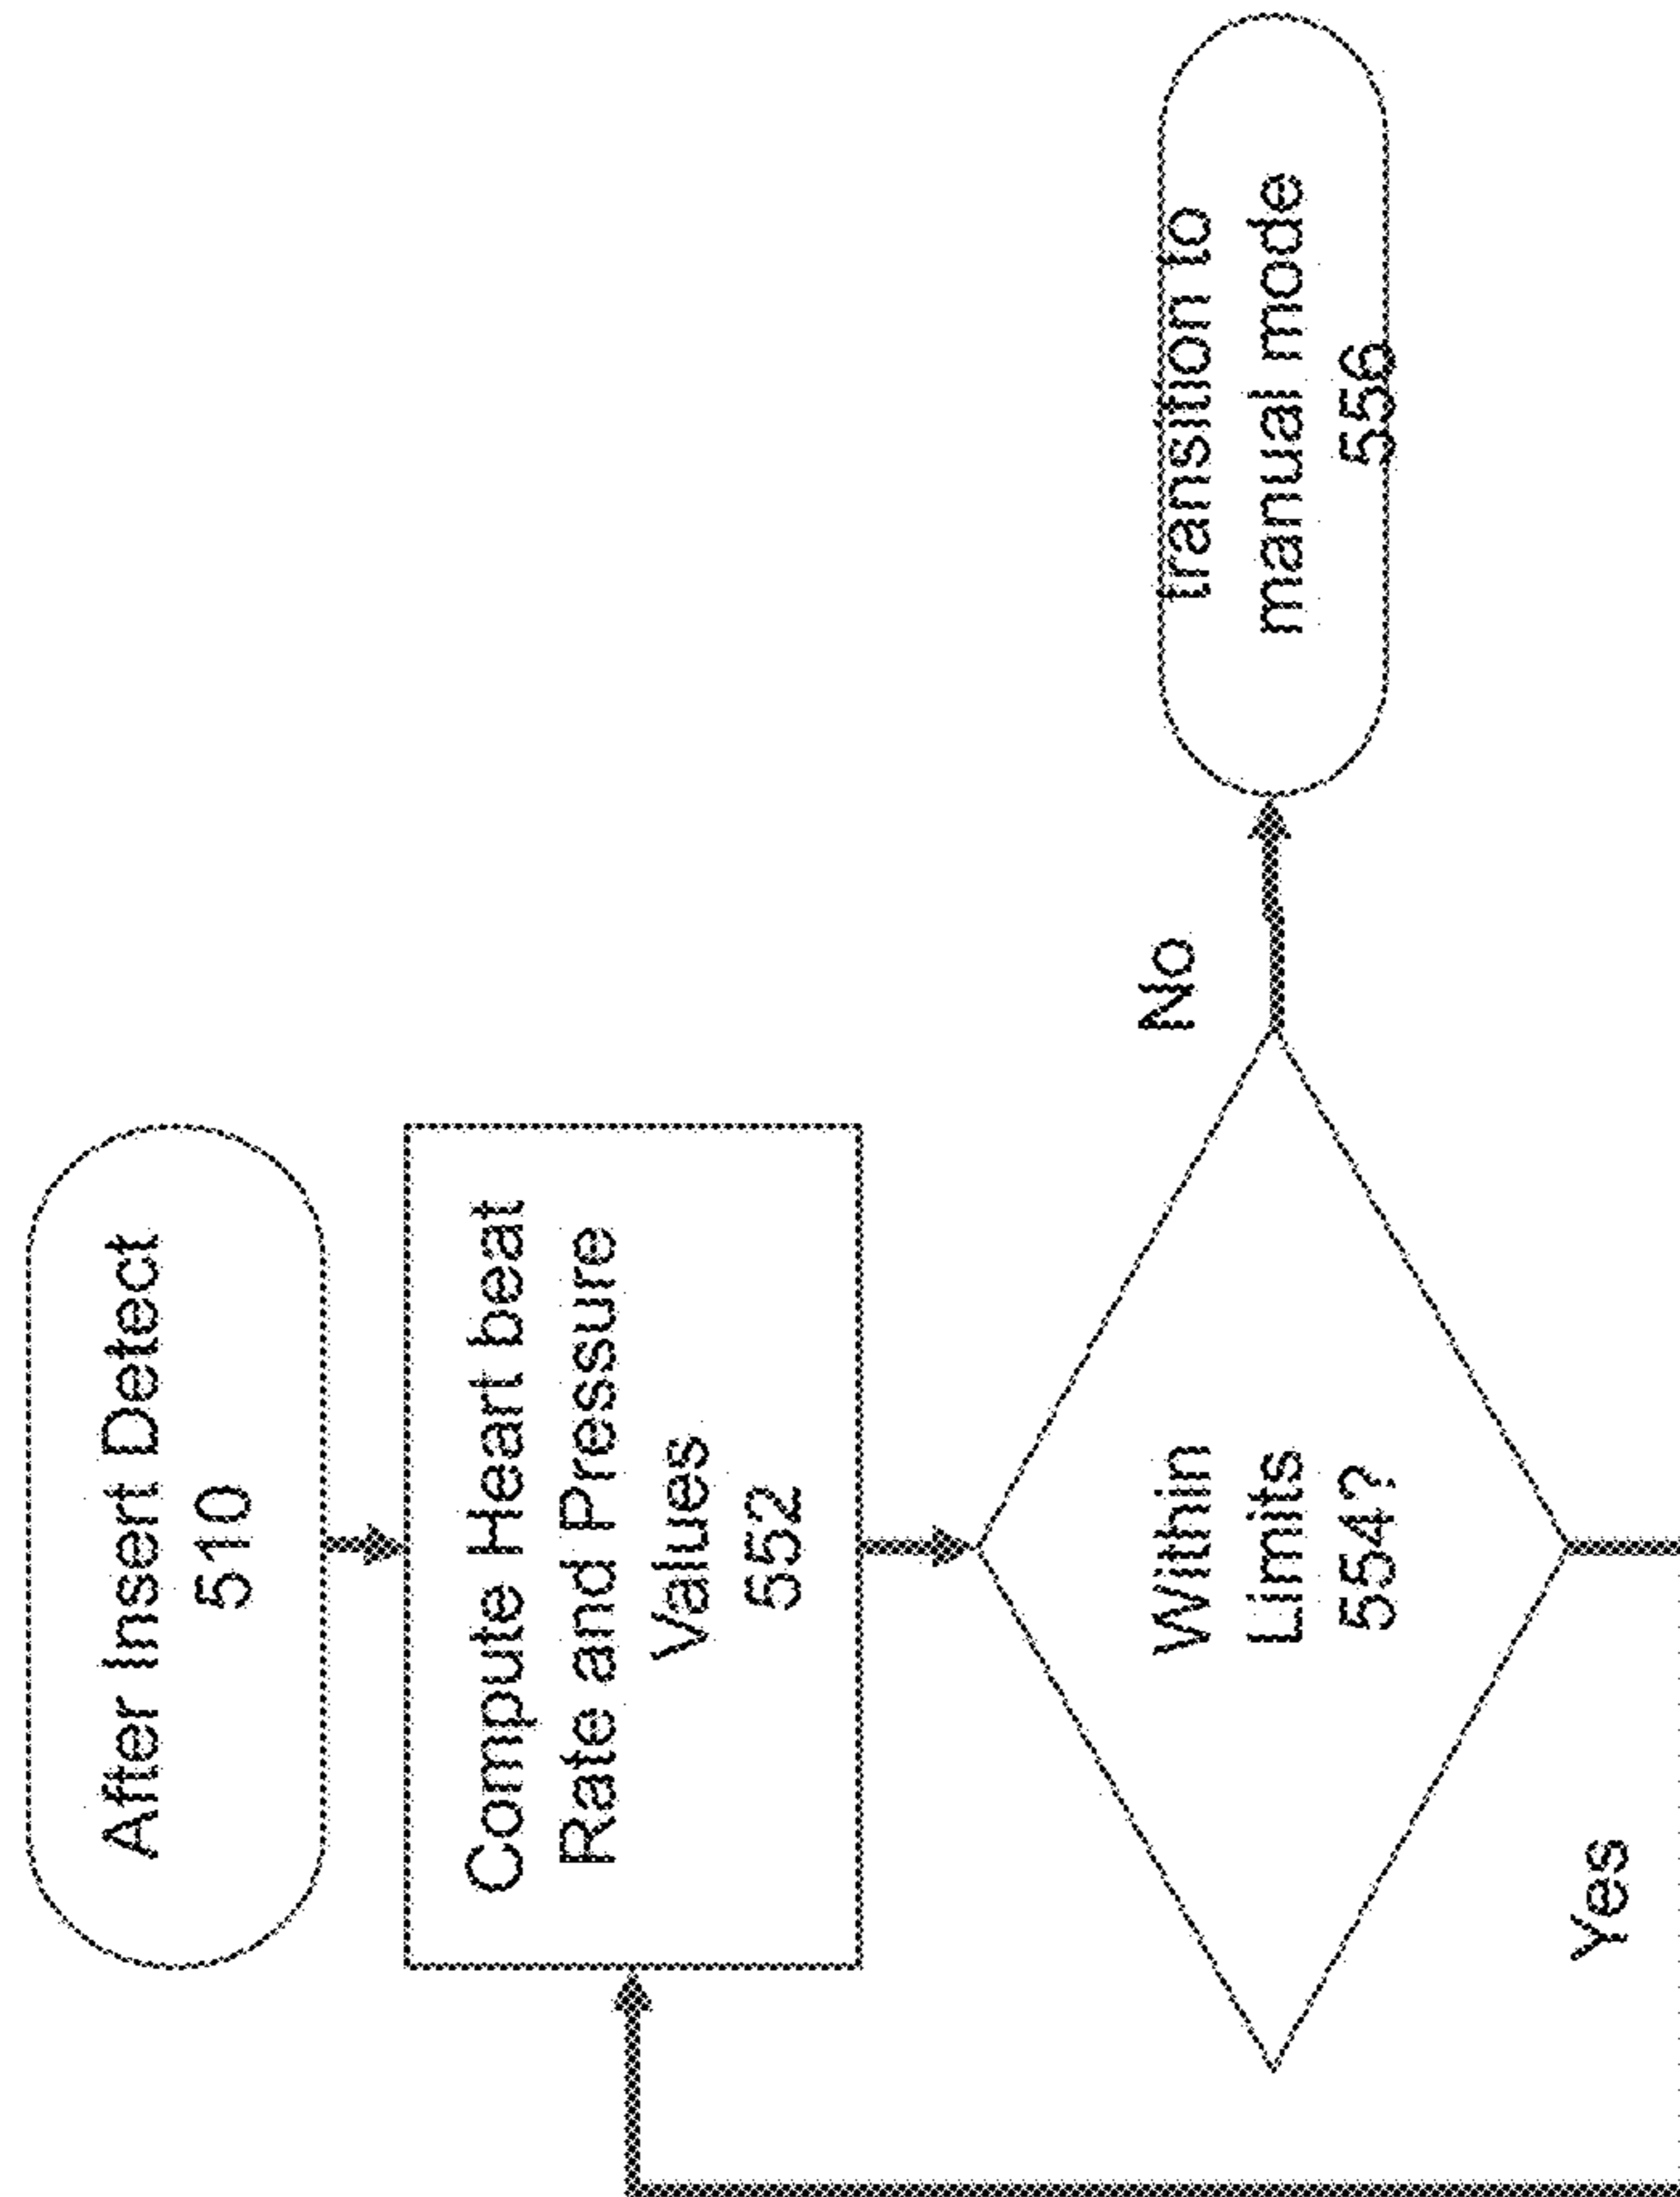 After Insert Detect
510
Compute Heart beat
Rate and Pressure
Values
552
Within
Limits
554?
No
transition to
manual mode
556
Yes